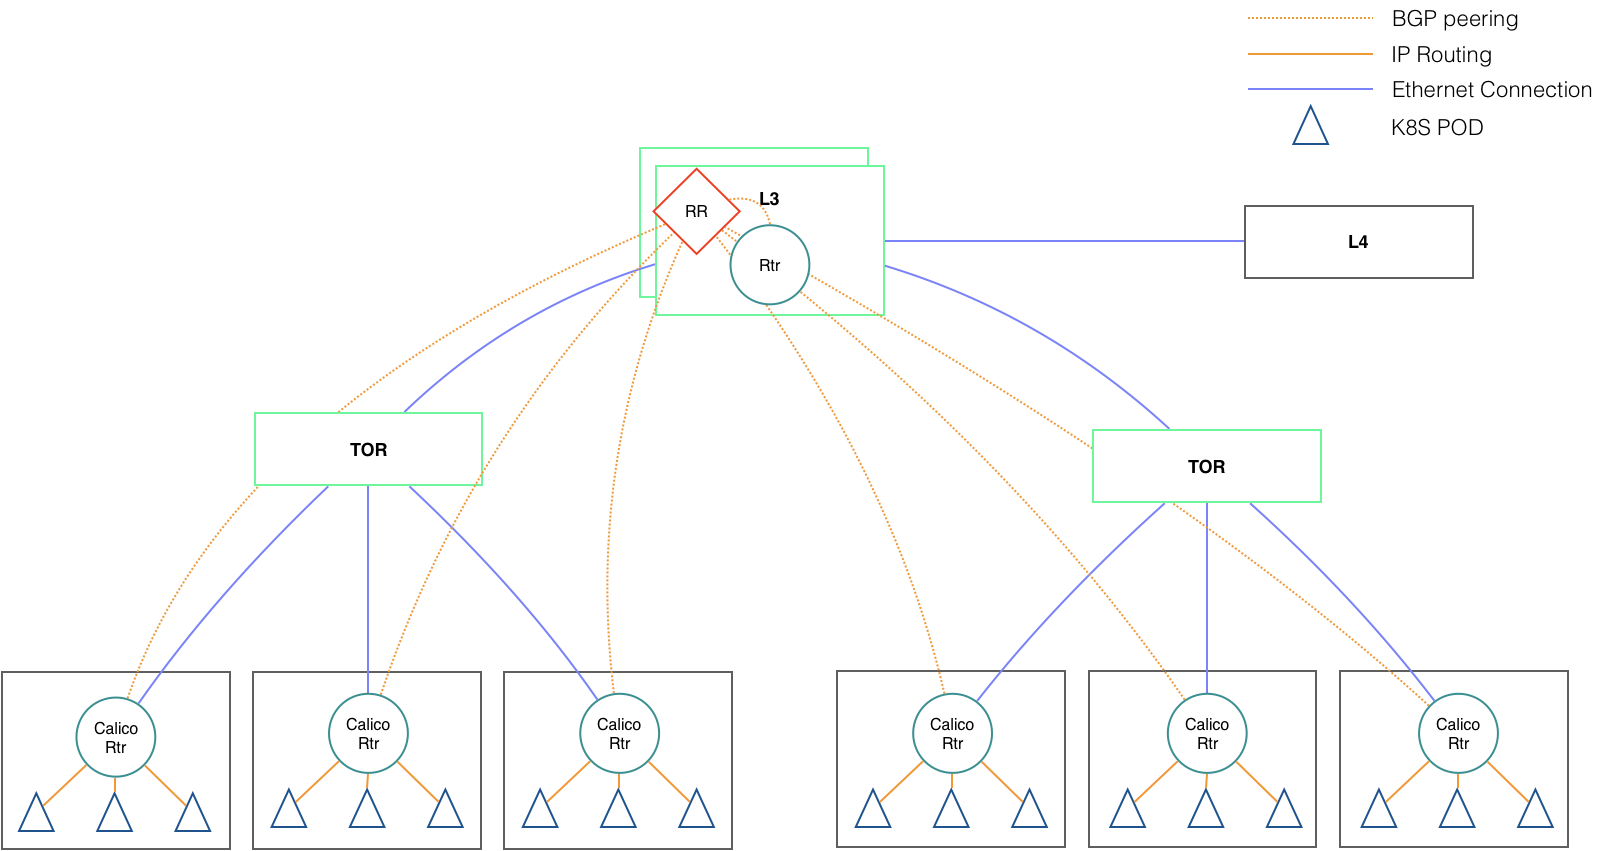 BGP peering
IP Routing
Ethernet Connection
K8S POD
L3
RR
Rtr
L4
TOR
TOR
Calico
Rtr
Calico
Rtr
Calico
Rtr
Calico
Rtr
Calico
Rtr
Calico
Rtr